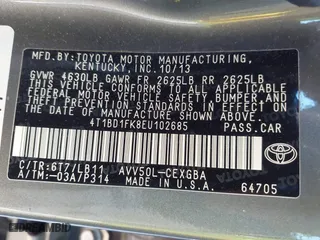 MFD. BY: TOYOTA MOTOR MANUFACTURING,
KENTUCKY, INC. 10/13
GVWR 4630LB GAWR FR 2625LB RR 2625LB
THIS VEHICLE CONFORMS TO ALL APPLICABLE
FEDERAL MOTOR VEHICLE SAFETY, BUMPER, AND
THEFT PREVENTION STANDARDS IN EFFECT ON
THE DATE OF MANUFACTURE SHOWN ABOVE.
4T1BD1FK8EU102685 PASS.CAR
C/TR:6T7/LB11 AVV50L-CEXGBA
A/TM:-03A/P314 MADE IN U.S.A. 64705
TOYOTA
DREAMBID